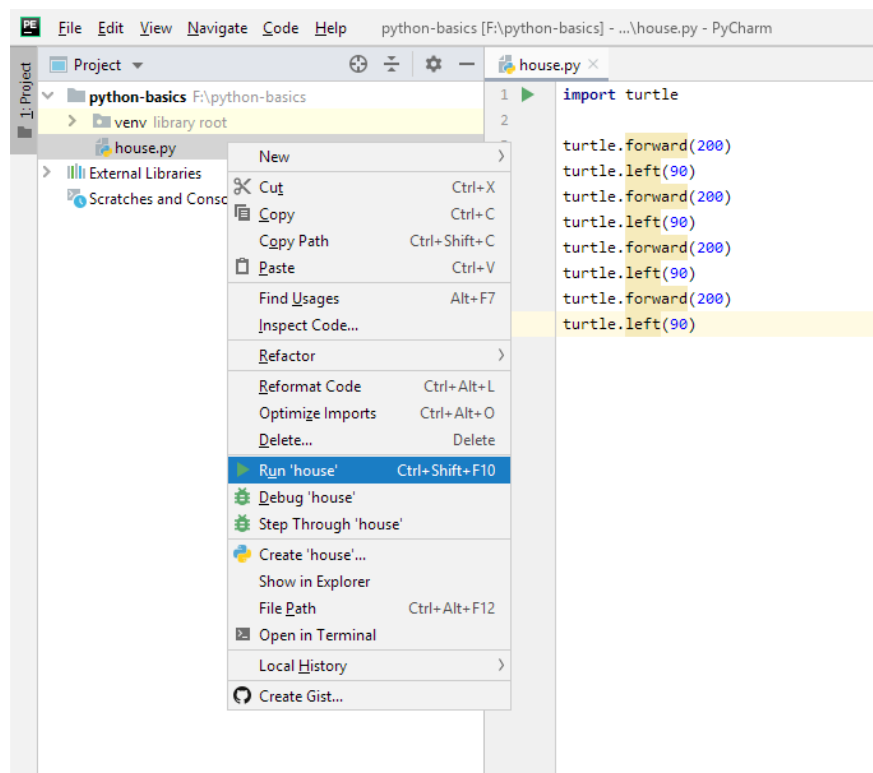 PE File Edit View Navigate Code Help python-basics [F:\python-basics] - ...\house.py - PyCharm
1: Project
Project
python-basics F:\python-basics
venv library root
house.py
External Libraries
Scratches and Consc
New
Cut Ctrl+X
Copy Ctrl+C
Copy Path Ctrl+Shift+C
Paste Ctrl+V
Find Usages Alt+F7
Inspect Code...
Refactor
Reformat Code Ctrl+Alt+L
Optimize Imports Ctrl+Alt+O
Delete... Delete
Run 'house' Ctrl+Shift+F10
Debug 'house'
Step Through 'house'
Create 'house'...
Show in Explorer
File Path Ctrl+Alt+F12
Open in Terminal
Local History
Create Gist...
house.py
1 import turtle
2
turtle.forward(200)
turtle.left(90)
turtle.forward(200)
turtle.left(90)
turtle.forward(200)
turtle.left(90)
turtle.forward(200)
turtle.left(90)